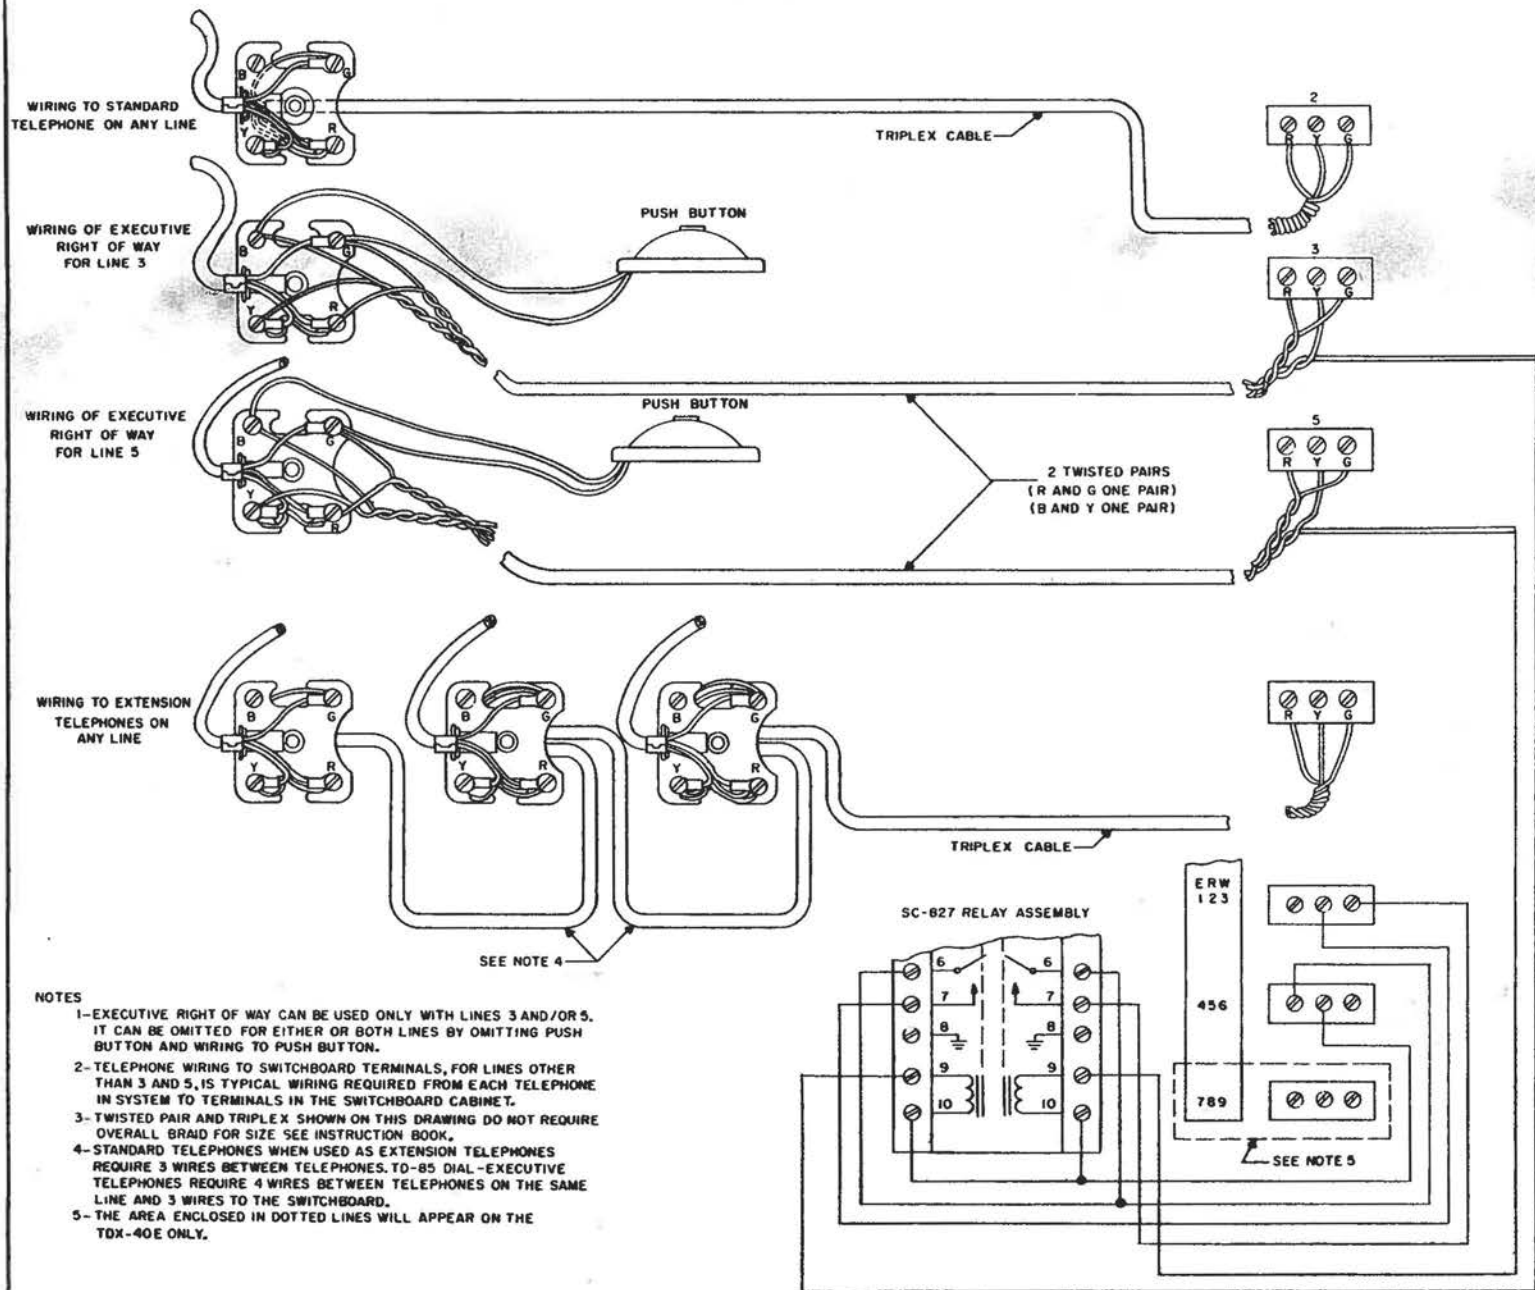 WIRING TO STANDARD
TELEPHONE ON ANY LINE
B
G
Y
R
TRIPLEX CABLE
2
R Y G
WIRING OF EXECUTIVE
RIGHT OF WAY
FOR LINE 3
B
G
Y
R
PUSH BUTTON
3
R Y G
WIRING OF EXECUTIVE
RIGHT OF WAY
FOR LINE 5
B
G
Y
R
PUSH BUTTON
5
R Y G
2 TWISTED PAIRS
(R AND G ONE PAIR)
(B AND Y ONE PAIR)
WIRING TO EXTENSION
TELEPHONES ON
ANY LINE
B
G
Y
R
B
G
Y
R
B
G
Y
R
R Y G
TRIPLEX CABLE
SEE NOTE 4
SC-627 RELAY ASSEMBLY
6 6
7 7
8 8
9 9
10 10
ERW
123
456
789
SEE NOTE 5
NOTES
1-EXECUTIVE RIGHT OF WAY CAN BE USED ONLY WITH LINES 3 AND/OR 5.
IT CAN BE OMITTED FOR EITHER OR BOTH LINES BY OMITTING PUSH
BUTTON AND WIRING TO PUSH BUTTON.
2-TELEPHONE WIRING TO SWITCHBOARD TERMINALS, FOR LINES OTHER
THAN 3 AND 5, IS TYPICAL WIRING REQUIRED FROM EACH TELEPHONE
IN SYSTEM TO TERMINALS IN THE SWITCHBOARD CABINET.
3-TWISTED PAIR AND TRIPLEX SHOWN ON THIS DRAWING DO NOT REQUIRE
OVERALL BRAID FOR SIZE SEE INSTRUCTION BOOK.
4-STANDARD TELEPHONES WHEN USED AS EXTENSION TELEPHONES
REQUIRE 3 WIRES BETWEEN TELEPHONES. TD-85 DIAL-EXECUTIVE
TELEPHONES REQUIRE 4 WIRES BETWEEN TELEPHONES ON THE SAME
LINE AND 3 WIRES TO THE SWITCHBOARD.
5-THE AREA ENCLOSED IN DOTTED LINES WILL APPEAR ON THE
TDX-40E ONLY.